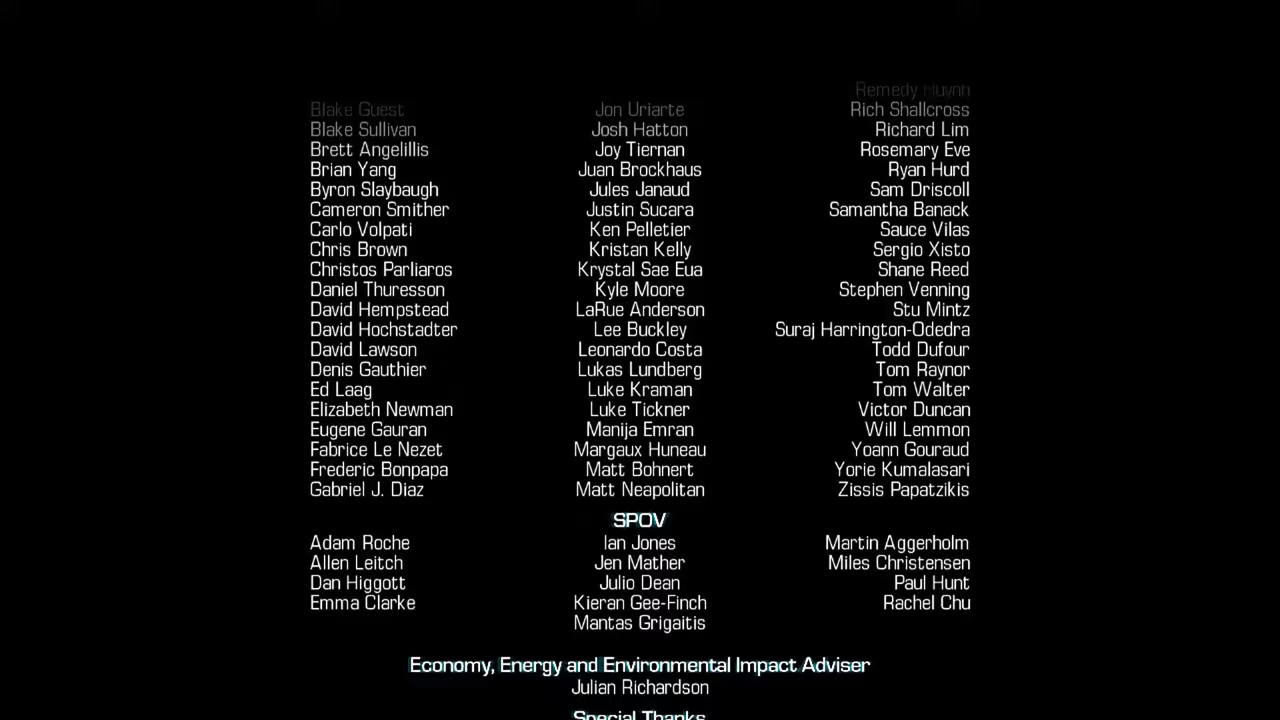 Remedy Huynh
Blake Guest Jon Uriarte Rich Shallcross
Blake Sullivan Josh Hatton Richard Lim
Brett Angelillis Joy Tiernan Rosemary Eve
Brian Yang Juan Brockhaus Ryan Hurd
Byron Slaybaugh Jules Janaud Sam Driscoll
Cameron Smither Justin Sucara Samantha Banack
Carlo Volpati Ken Pelletier Sauce Vilas
Chris Brown Kristan Kelly Sergio Xisto
Christos Parliaros Krystal Sae Eua Shane Reed
Daniel Thuresson Kyle Moore Stephen Venning
David Hempstead LaRue Anderson Stu Mintz
David Hochstadter Lee Buckley Suraj Harrington-Odedra
David Lawson Leonardo Costa Todd Dufour
Denis Gauthier Lukas Lundberg Tom Raynor
Ed Laag Luke Kraman Tom Walter
Elizabeth Newman Luke Tickner Victor Duncan
Eugene Gauran Manija Emran Will Lemmon
Fabrice Le Nezet Margaux Huneau Yoann Gouraud
Frederic Bonpapa Matt Bohnert Yorie Kumalasari
Gabriel J. Diaz Matt Neapolitan Zissis Papatzikis
SPOV
Adam Roche Ian Jones Martin Aggerholm
Allen Leitch Jen Mather Miles Christensen
Dan Higgott Julio Dean Paul Hunt
Emma Clarke Kieran Gee-Finch Rachel Chu
Mantas Grigaitis
Economy, Energy and Environmental Impact Adviser
Julian Richardson
Special Thanks